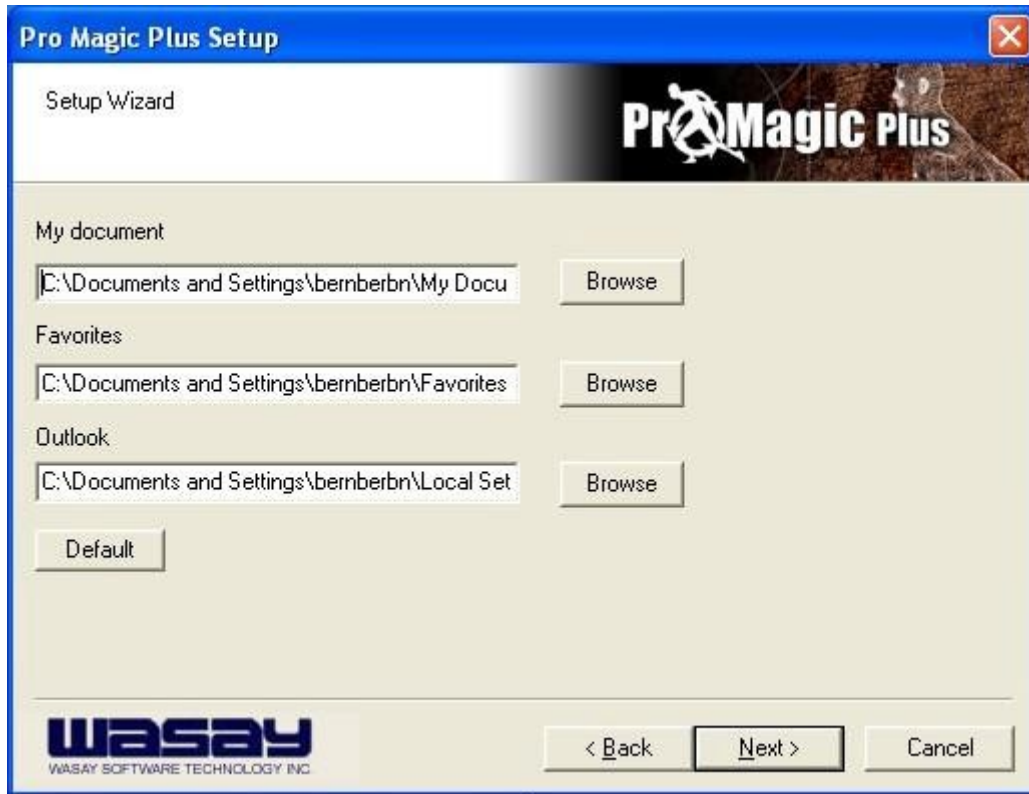 Pro Magic Plus Setup
Setup Wizard
Pro Magic Plus
My document
C:\Documents and Settings\bernberbn\My Docu
Browse
Favorites
C:\Documents and Settings\bernberbn\Favorites
Browse
Outlook
C:\Documents and Settings\bernberbn\Local Set
Browse
Default
wasay
WASAY SOFTWARE TECHNOLOGY INC.
< Back
Next >
Cancel